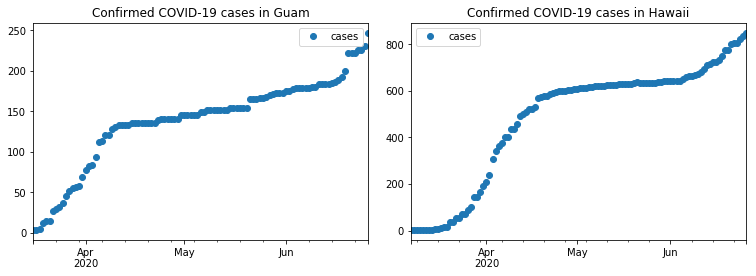 Confirmed COVID-19 cases in Guam
250
200
150
100
50
0
cases
Apr
2020
May
Jun
Confirmed COVID-19 cases in Hawaii
800
600
400
200
0
cases
Apr
2020
May
Jun